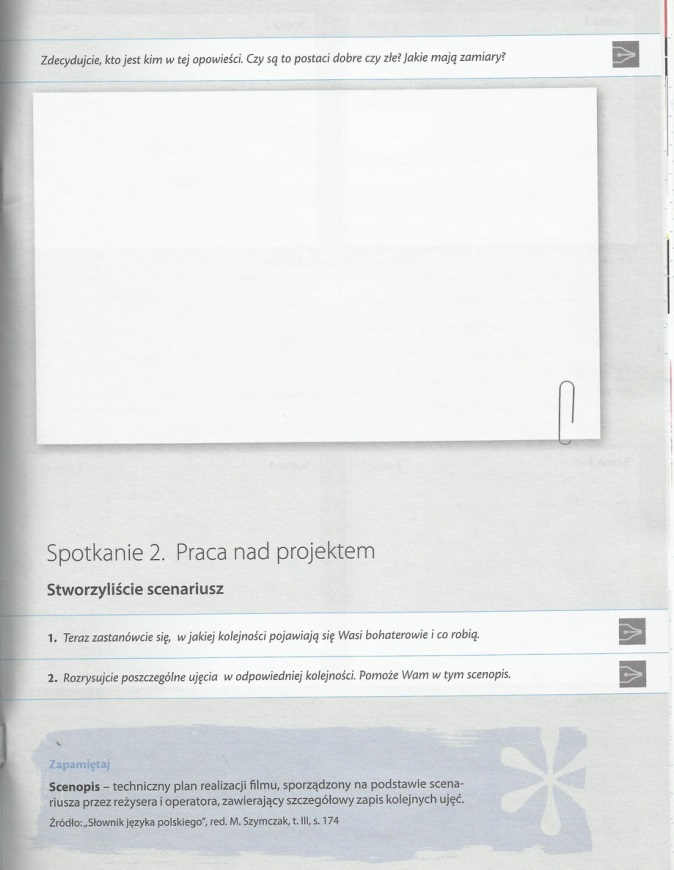 Zdecydujcie, kto jest kim w tej opowieści. Czy są to postaci dobre czy złe? Jakie mają zamiary?
Spotkanie 2. Praca nad projektem
Stworzyliście scenariusz
1. Teraz zastanówcie się, w jakiej kolejności pojawiają się Wasi bohaterowie i co robią.
2. Rozrysujcie poszczególne ujęcia w odpowiedniej kolejności. Pomoże Wam w tym scenopis.
Zapamiętaj
Scenopis – techniczny plan realizacji filmu, sporządzony na podstawie scena-
riusza przez reżysera i operatora, zawierający szczegółowy zapis kolejnych ujęć.
Źródło: „Słownik języka polskiego", red. M. Szymczak, t. III, s. 174